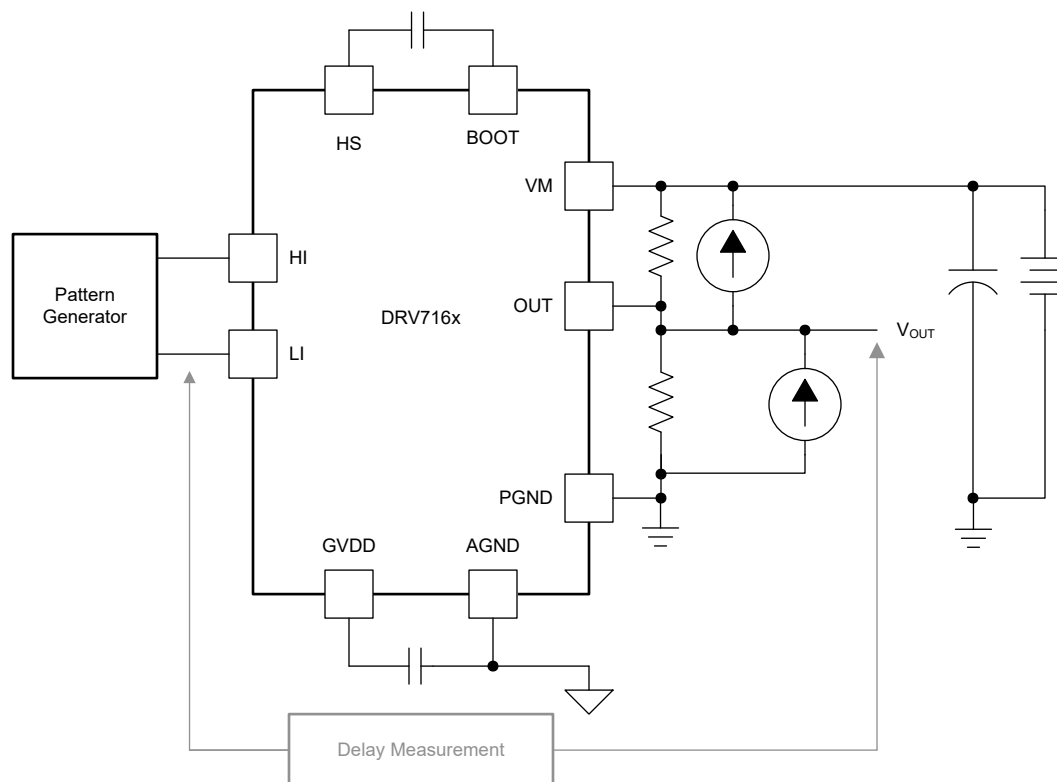 HS
BOOT
VM
HI
Pattern
Generator
DRV716x
OUT
V_OUT
LI
PGND
GVDD
AGND
Delay Measurement